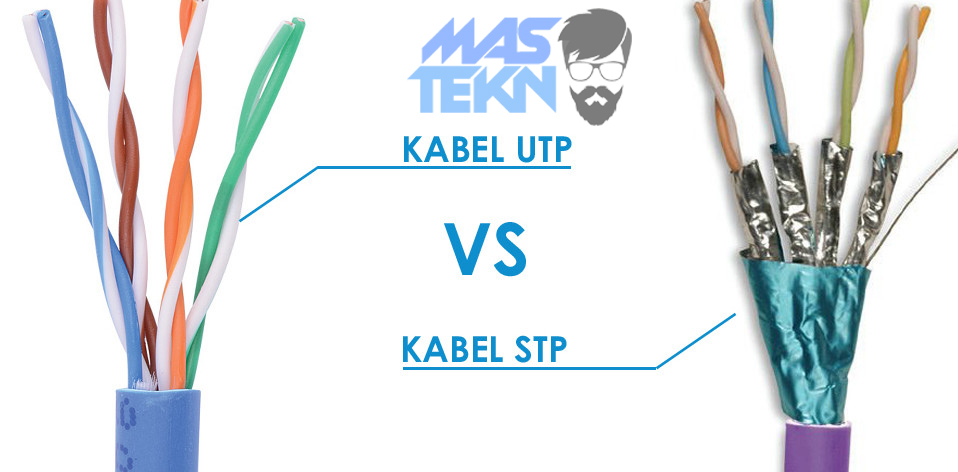 MAS
TEKN
KABEL UTP
VS
KABEL STP